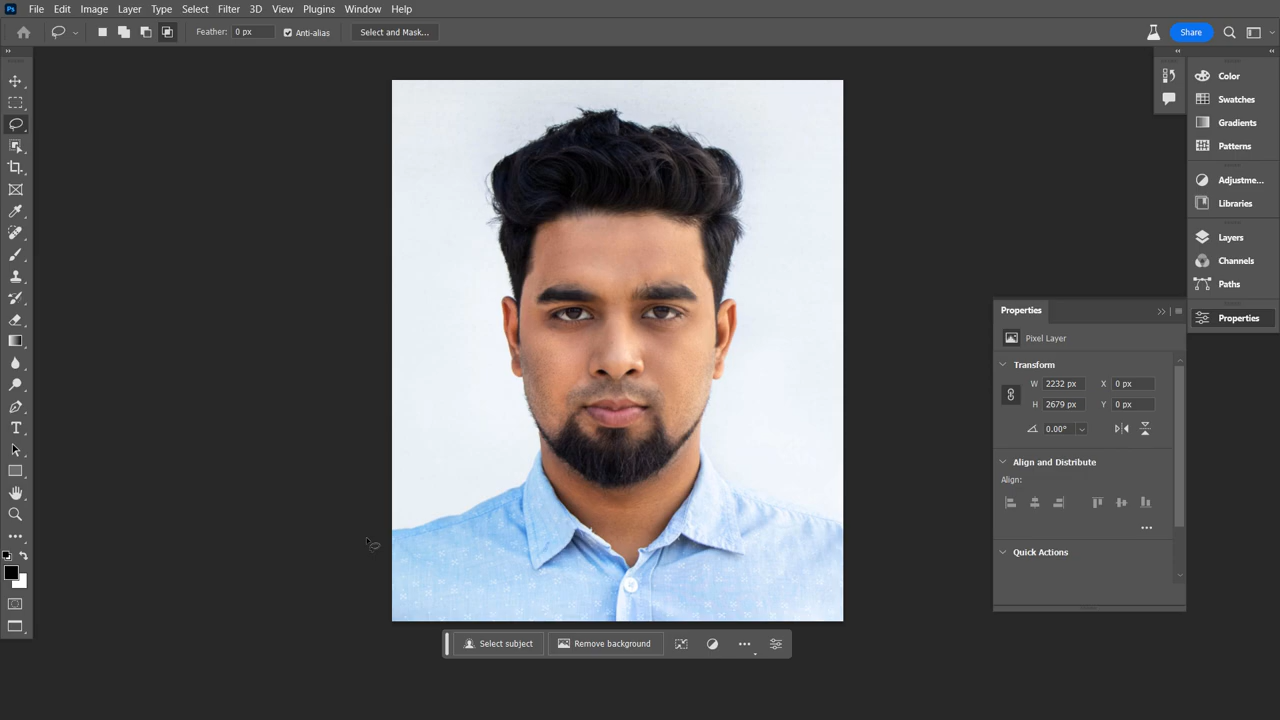 Ps File Edit Image Layer Type Select Filter 3D View Plugins Window Help
Feather: 0 px Anti-alias Select and Mask... Share
Color
Swatches
Gradients
Patterns
Adjustme...
Libraries
Layers
Channels
Paths
Properties
Properties
Pixel Layer
Transform
W 2232 px X 0 px
H 2679 px Y 0 px
0.00°
Align and Distribute
Align:
Quick Actions
Select subject Remove background